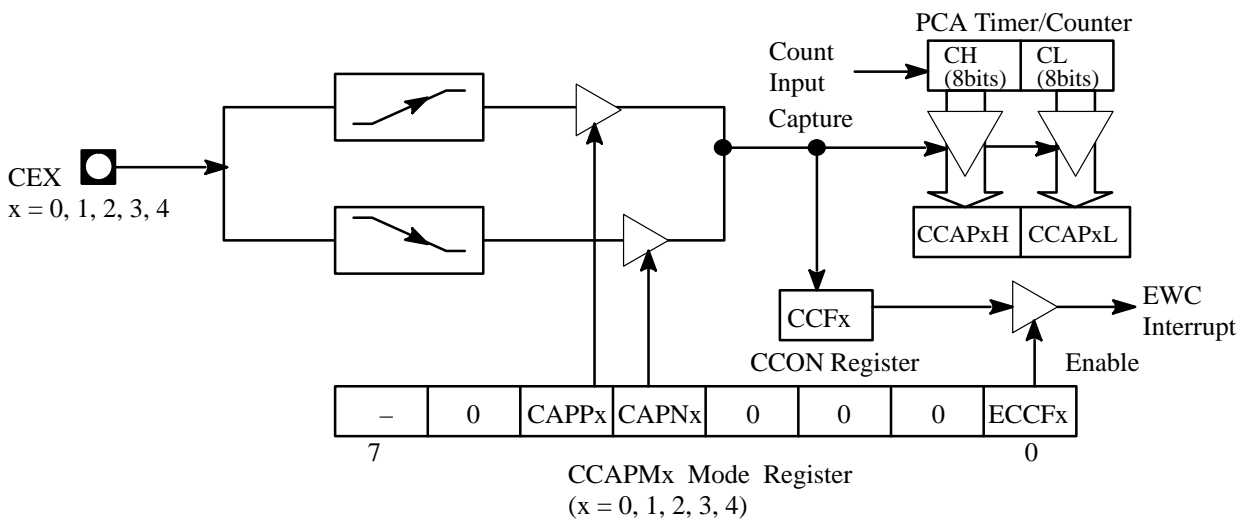 PCA Timer/Counter
Count
Input
CH
(8bits)
CL
(8bits)
Capture
CEX
x = 0, 1, 2, 3, 4
CCAPxH
CCAPxL
CCFx
EWC
Interrupt
CCON Register
Enable
– 0 CAPPx CAPNx 0 0 0 ECCFx
7 0
CCAPMx Mode Register
(x = 0, 1, 2, 3, 4)